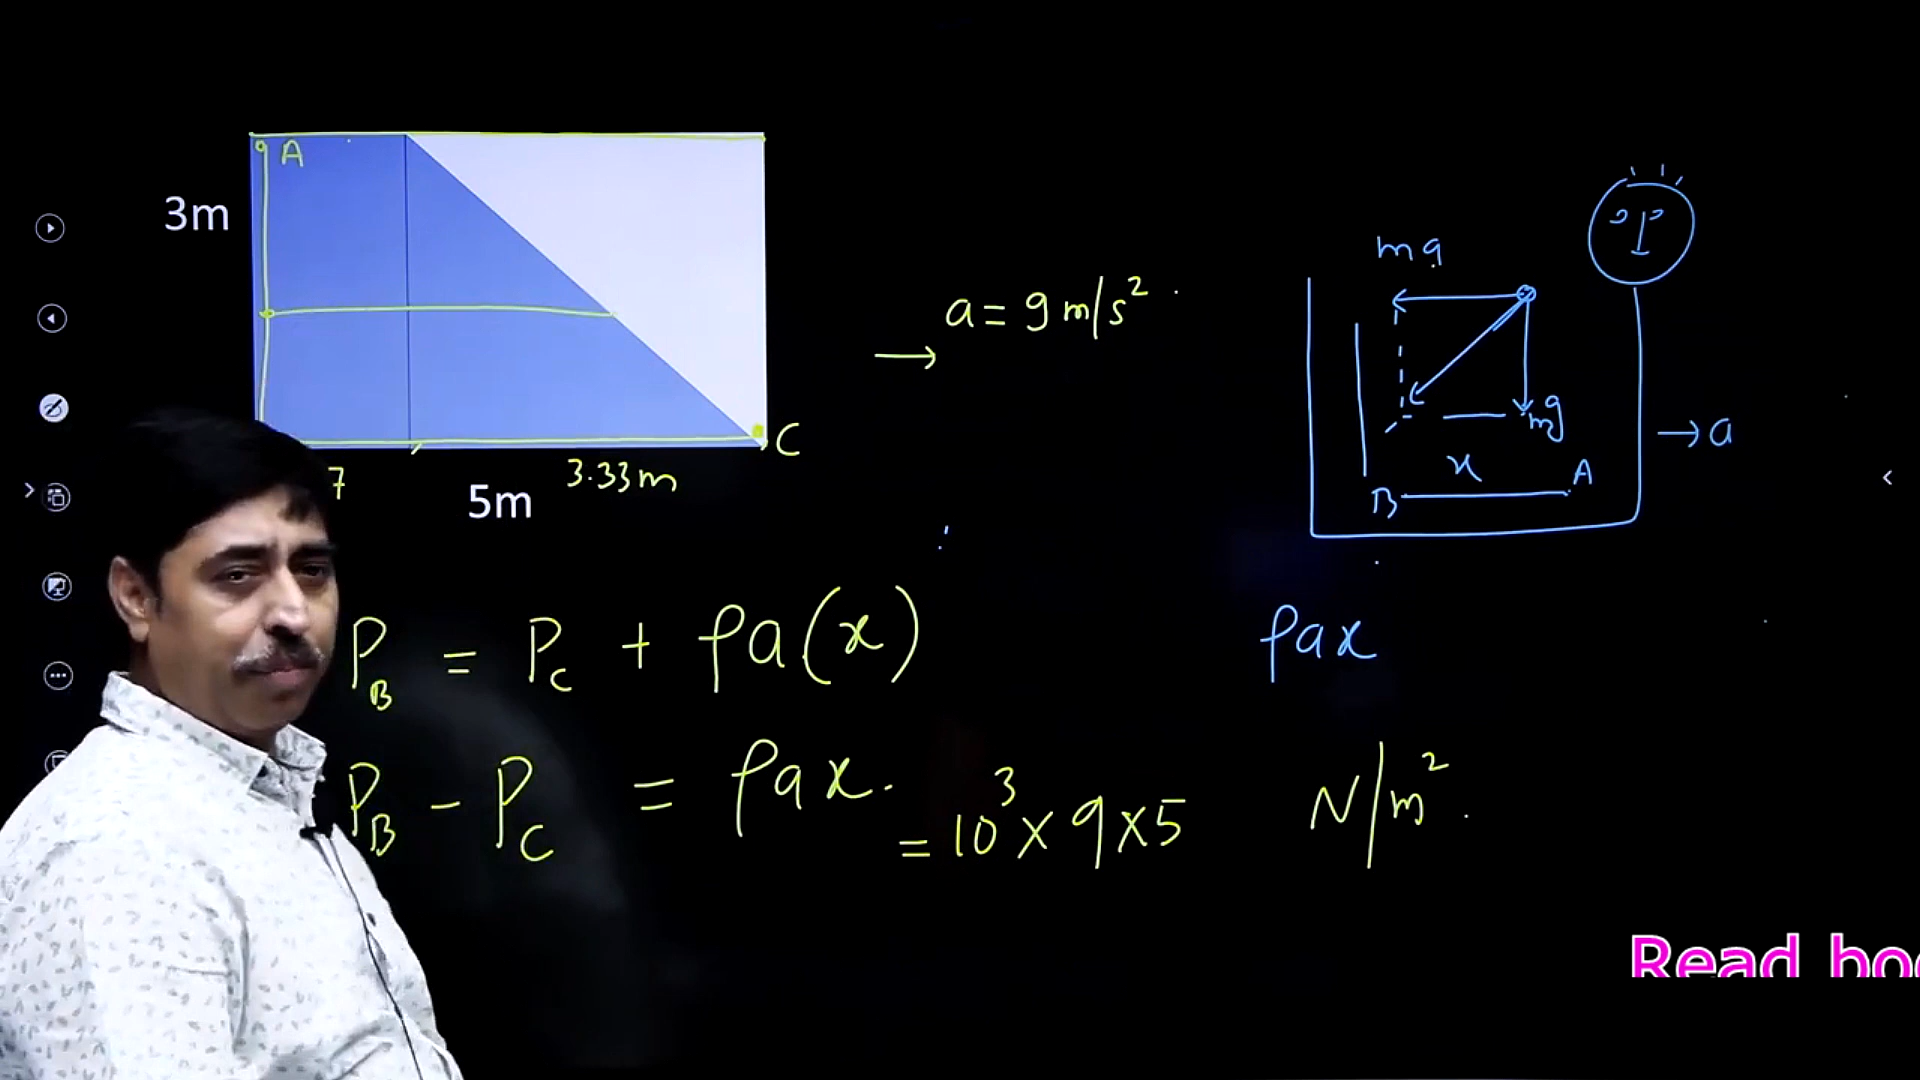 A
3m
C
7
5m
3.33m
a = 9 m/s²
ma
mg
→ a
x
B
A
P_B = P_C + ρa(x)
ρax
P_B - P_C = ρax.
= 10³ × 9 × 5 N/m².
Read